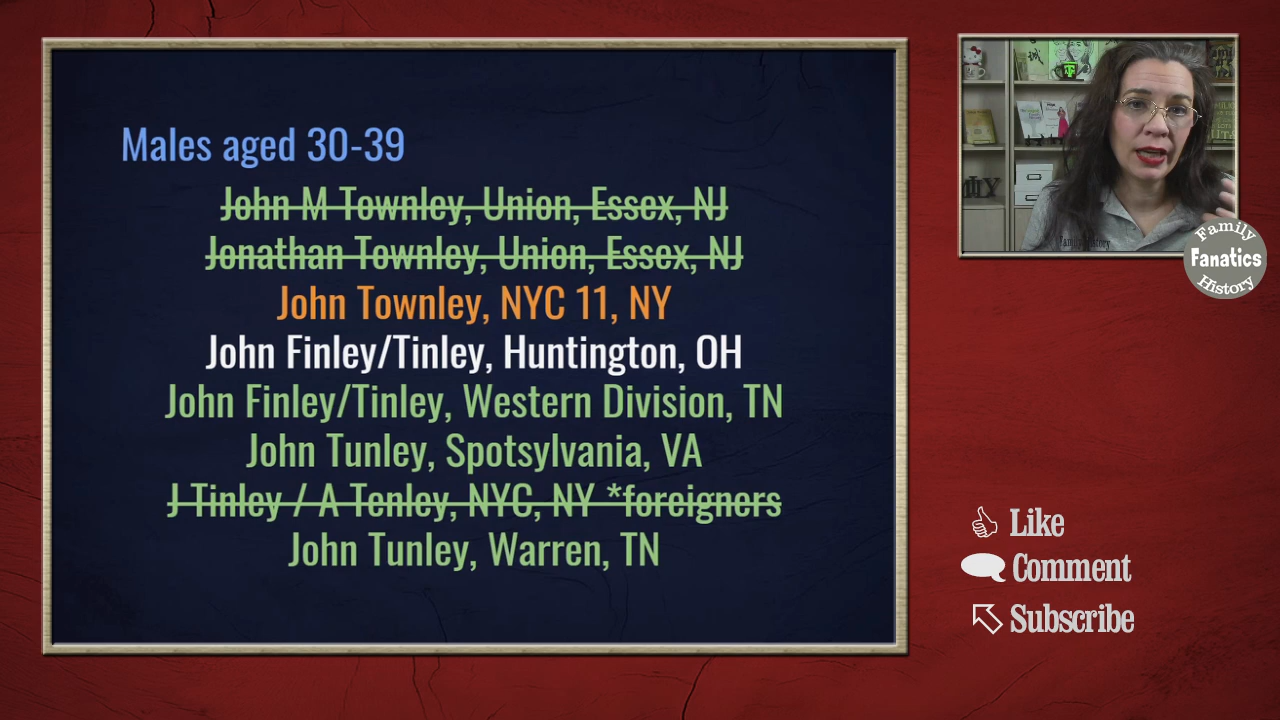 Males aged 30-39
John M Townley, Union, Essex, NJ
Jonathan Townley, Union, Essex, NJ
John Townley, NYC 11, NY
John Finley/Tinley, Huntington, OH
John Finley/Tinley, Western Division, TN
John Tunley, Spotsylvania, VA
J Tinley / A Tenley, NYC, NY *foreigners
John Tunley, Warren, TN
Family
Fanatics
History
Like
Comment
Subscribe